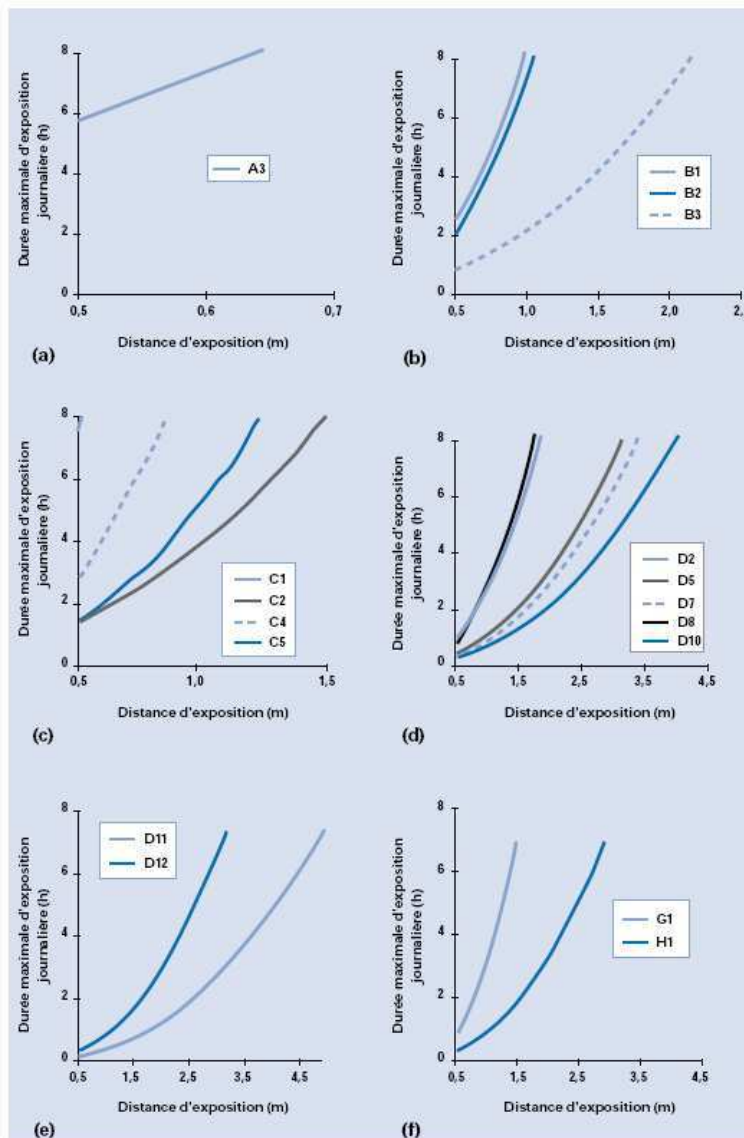 8
6
4
2
0
Durée maximale d'exposition
journalière (h)
A3
0,5
0,6
0,7
Distance d'exposition (m)
(a)
8
6
4
2
0
Durée maximale d'exposition
journalière (h)
B1
B2
B3
0,5
1,0
1,5
2,0
Distance d'exposition (m)
(b)
8
6
4
2
0
Durée maximale d'exposition
journalière (h)
C1
C2
C4
C5
0,5
1,0
1,5
Distance d'exposition (m)
(c)
8
6
4
2
0
Durée maximale d'exposition
journalière (h)
D2
D5
D7
D8
D10
0,5
1,5
2,5
3,5
4,5
Distance d'exposition (m)
(d)
8
6
4
2
0
Durée maximale d'exposition
journalière (h)
D11
D12
0,5
1,5
2,5
3,5
4,5
Distance d'exposition (m)
(e)
8
6
4
2
0
Durée maximale d'exposition
journalière (h)
G1
H1
0,5
1,5
2,5
3,5
4,5
Distance d'exposition (m)
(f)